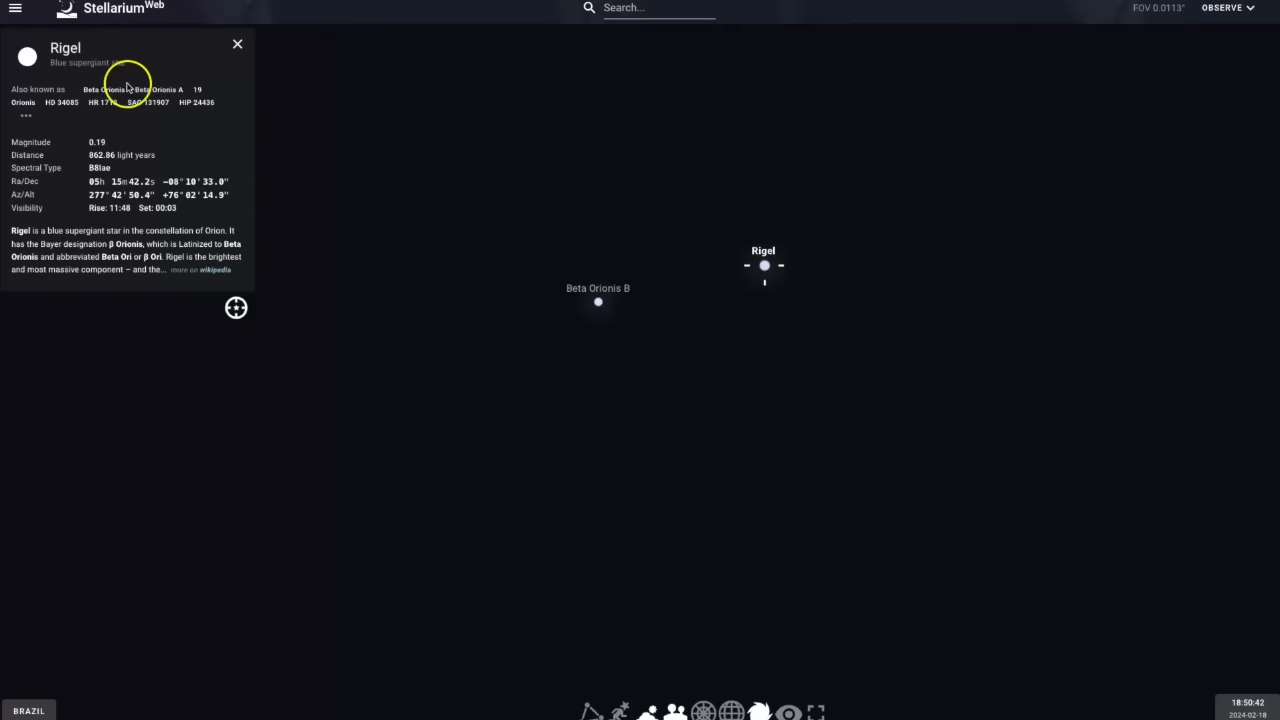 Stellarium Web
Search...
FOV 0.0113°
OBSERVE
Rigel
Blue supergiant star
Also known as Beta Orionis Beta Orionis A 19
Orionis HD 34085 HR 1713 SAO 131907 HIP 24436
•••
Magnitude 0.19
Distance 862.86 light years
Spectral Type B8Iae
Ra/Dec 05h 15m 42.2s -08° 10' 33.0"
Az/Alt 277° 42' 50.4" +76° 02' 14.9"
Visibility Rise: 11:48 Set: 00:03
Rigel is a blue supergiant star in the constellation of Orion. It
has the Bayer designation β Orionis, which is Latinized to Beta
Orionis and abbreviated Beta Ori or β Ori. Rigel is the brightest
and most massive component – and the... more on wikipedia
Rigel
Beta Orionis B
BRAZIL
18:50:42
2024-02-18